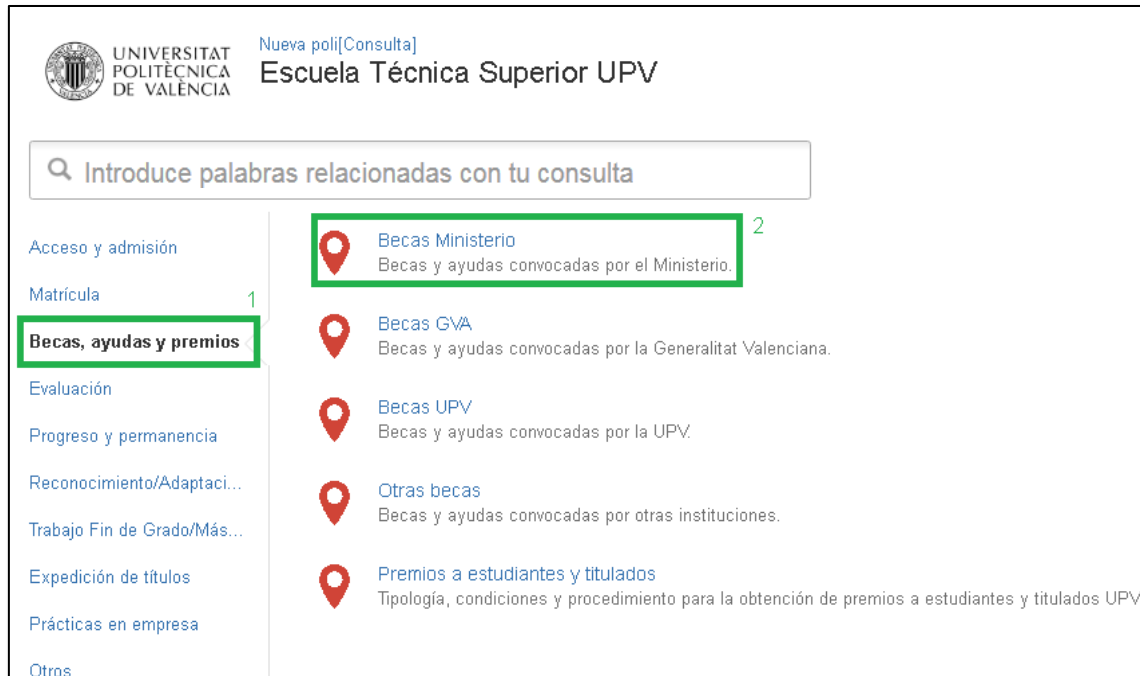 UNIVERSITAT
POLITÈCNICA
DE VALÈNCIA
Nueva poli[Consulta]
Escuela Técnica Superior UPV
Introduce palabras relacionadas con tu consulta
Acceso y admisión
Matrícula
1
Becas, ayudas y premios
Evaluación
Progreso y permanencia
Reconocimiento/Adaptaci...
Trabajo Fin de Grado/Más...
Expedición de títulos
Prácticas en empresa
Otros
2
Becas Ministerio
Becas y ayudas convocadas por el Ministerio.
Becas GVA
Becas y ayudas convocadas por la Generalitat Valenciana.
Becas UPV
Becas y ayudas convocadas por la UPV.
Otras becas
Becas y ayudas convocadas por otras instituciones.
Premios a estudiantes y titulados
Tipología, condiciones y procedimiento para la obtención de premios a estudiantes y titulados UPV